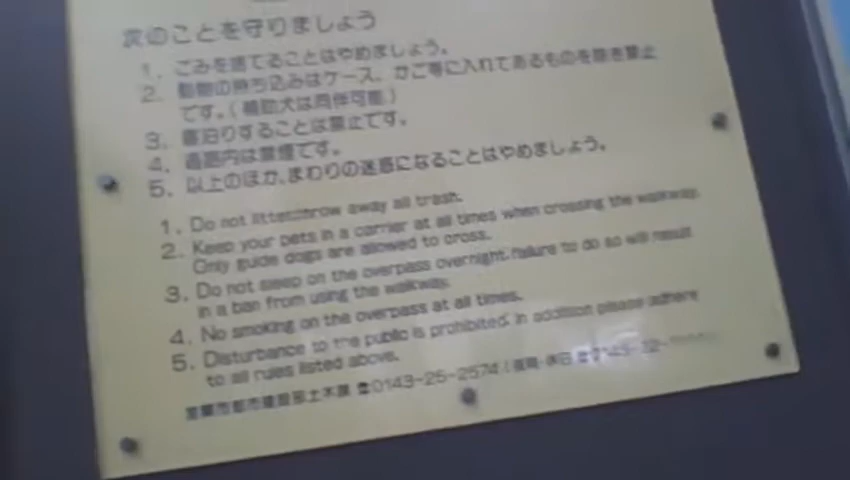 次のことを守りましょう
1. ごみを捨てることはやめましょう。
2. 動物の持ち込みはケース、かご等に入れてあるものを除き禁止
です。(補助犬は同伴可能)
3. 寝泊りすることは禁止です。
4. 通路内は禁煙です。
5. 以上のほか、まわりの迷惑になることはやめましょう。
1. Do not litter,throw away all trash.
2. Keep your pets in a carrier at all times when crossing the walkway.
Only guide dogs are allowed to cross.
3. Do not sleep on the overpass overnight, failure to do so will result
in a ban from using the walkway.
4. No smoking on the overpass at all times.
5. Disturbance to the public is prohibited. In addition please adhere
to all rules listed above.
室蘭市都市建設部土木課 ☎0143-25-2574 (夜間・休日 ☎0143-22-